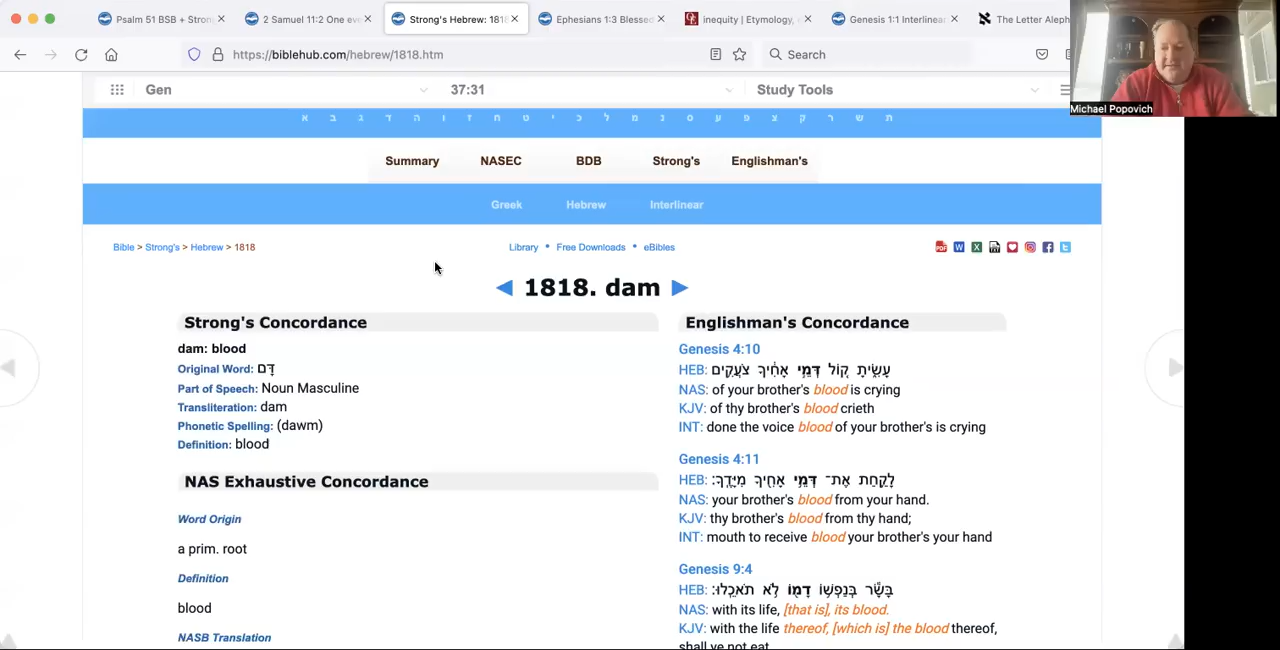 Psalm 51 BSB + Stron
2 Samuel 11:2 One eve
Strong's Hebrew: 181
Ephesians 1:3 Blessed
inequity | Etymology,
Genesis 1:1 Interlinea
The Letter Aleph
https://biblehub.com/hebrew/1818.htm
Search
Michael Popovich
Gen
37:31
Study Tools
א ב ג ד ה ו ז ח ט י כ ל מ נ ס ע פ צ ק ר ש ת
Summary
NASEC
BDB
Strong's
Englishman's
Greek
Hebrew
Interlinear
Bible > Strong's > Hebrew > 1818
Library • Free Downloads • eBibles
◀ 1818. dam ▶
Strong's Concordance
dam: blood
Original Word: דָּם
Part of Speech: Noun Masculine
Transliteration: dam
Phonetic Spelling: (dawm)
Definition: blood
NAS Exhaustive Concordance
Word Origin
a prim. root
Definition
blood
NASB Translation
Englishman's Concordance
Genesis 4:10
HEB: עָשִׂ֑יתָ ק֚וֹל דְּמֵ֣י אָחִ֔יךָ צֹעֲקִ֥ים
NAS: of your brother's blood is crying
KJV: of thy brother's blood crieth
INT: done the voice blood of your brother's is crying
Genesis 4:11
HEB: לָקַ֛חַת אֶת־ דְּמֵ֥י אָחִ֖יךָ מִיָּדֶֽךָ׃
NAS: your brother's blood from your hand.
KJV: thy brother's blood from thy hand;
INT: mouth to receive blood your brother's your hand
Genesis 9:4
HEB: בָּשָׂ֕ר בְּנַפְשׁ֥וֹ דָמ֖וֹ לֹ֥א תֹאכֵֽלוּ׃
NAS: with its life, [that is], its blood.
KJV: with the life thereof, [which is] the blood thereof,
shall ye not eat.